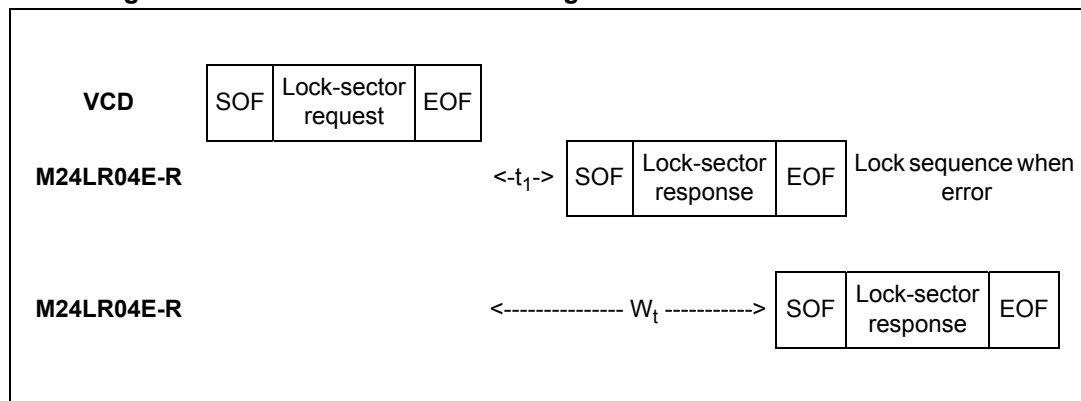 VCD SOF Lock-sector request EOF
M24LR04E-R <-t1-> SOF Lock-sector response EOF Lock sequence when error
M24LR04E-R <--------------- Wt -----------> SOF Lock-sector response EOF